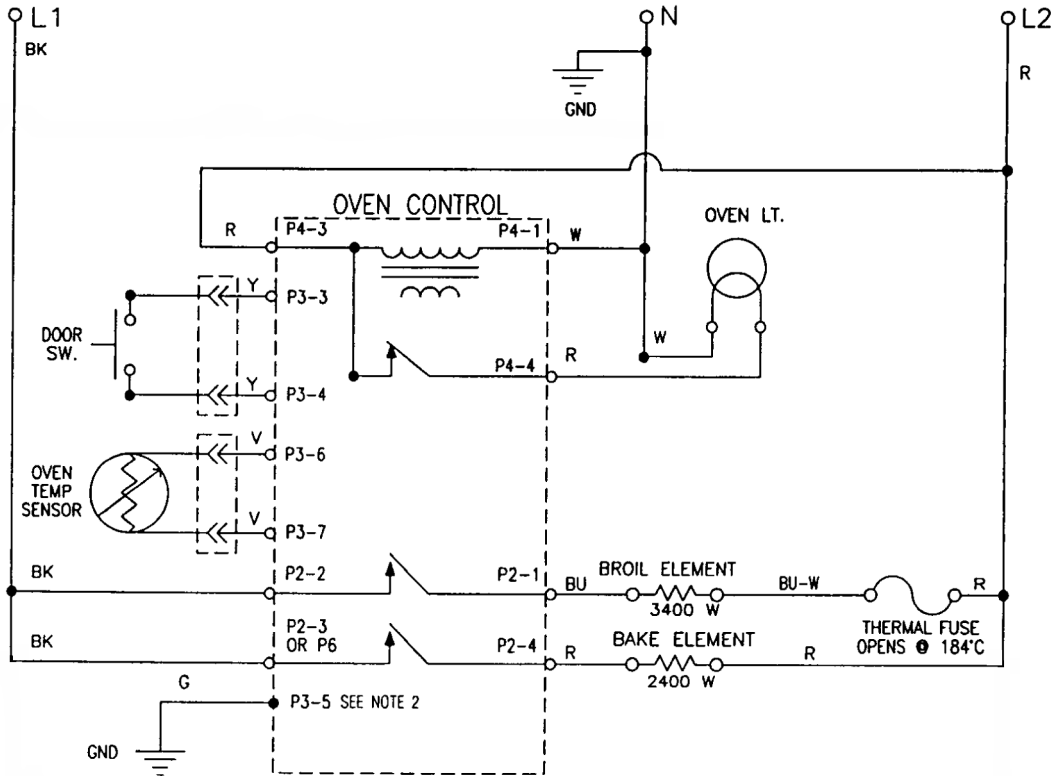 L1
N
L2
BK
R
GND
OVEN CONTROL
OVEN LT.
R
P4-3
P4-1
W
Y
P3-3
DOOR
SW.
W
R
P4-4
Y
P3-4
V
P3-6
OVEN
TEMP
SENSOR
V
P3-7
BK
P2-2
P2-1
BU
BROIL ELEMENT
3400 W
BU-W
R
THERMAL FUSE
OPENS @ 184°C
BK
P2-3
OR P6
P2-4
R
BAKE ELEMENT
2400 W
R
G
P3-5 SEE NOTE 2
GND